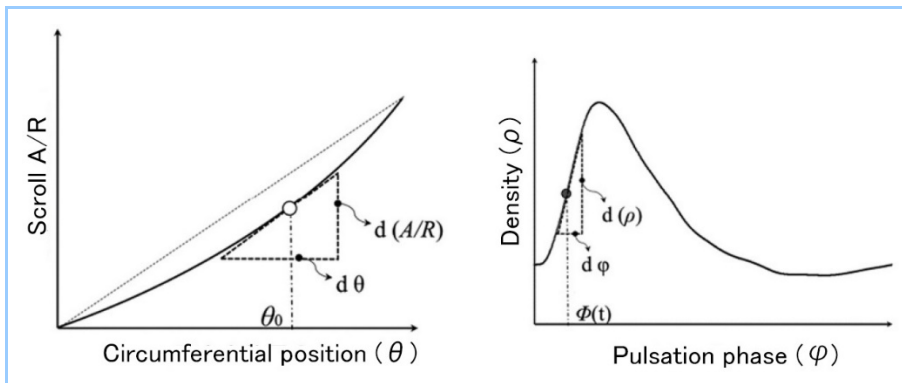 Scroll A/R
d (A/R)
d θ
θ0
Circumferential position ( θ )
Density ( ρ )
d (ρ)
d φ
Φ(t)
Pulsation phase ( φ )